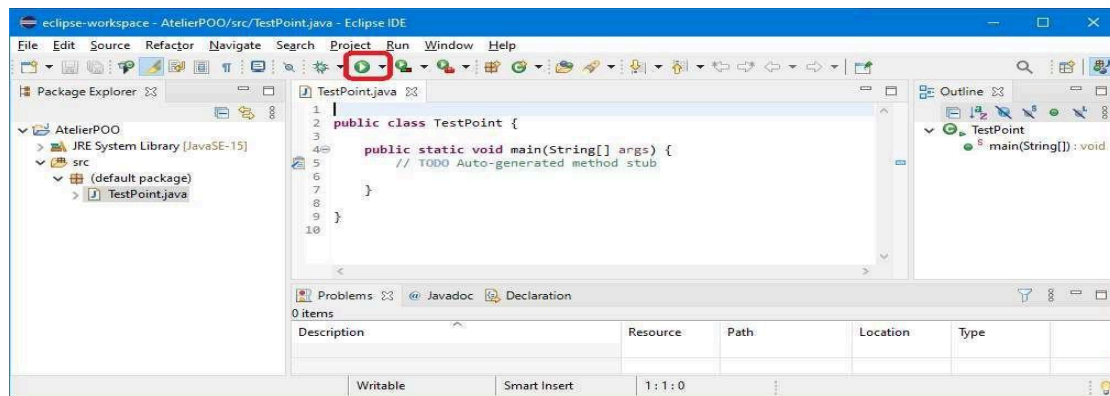 eclipse-workspace - AtelierPOO/src/TestPoint.java - Eclipse IDE
File Edit Source Refactor Navigate Search Project Run Window Help
Package Explorer
AtelierPOO
JRE System Library [JavaSE-15]
src
(default package)
TestPoint.java
TestPoint.java
1
2 public class TestPoint {
3
4 public static void main(String[] args) {
5 // TODO Auto-generated method stub
6
7 }
8
9 }
10
Outline
TestPoint
main(String[]) : void
Problems Javadoc Declaration
0 items
Description Resource Path Location Type
Writable Smart Insert 1 : 1 : 0